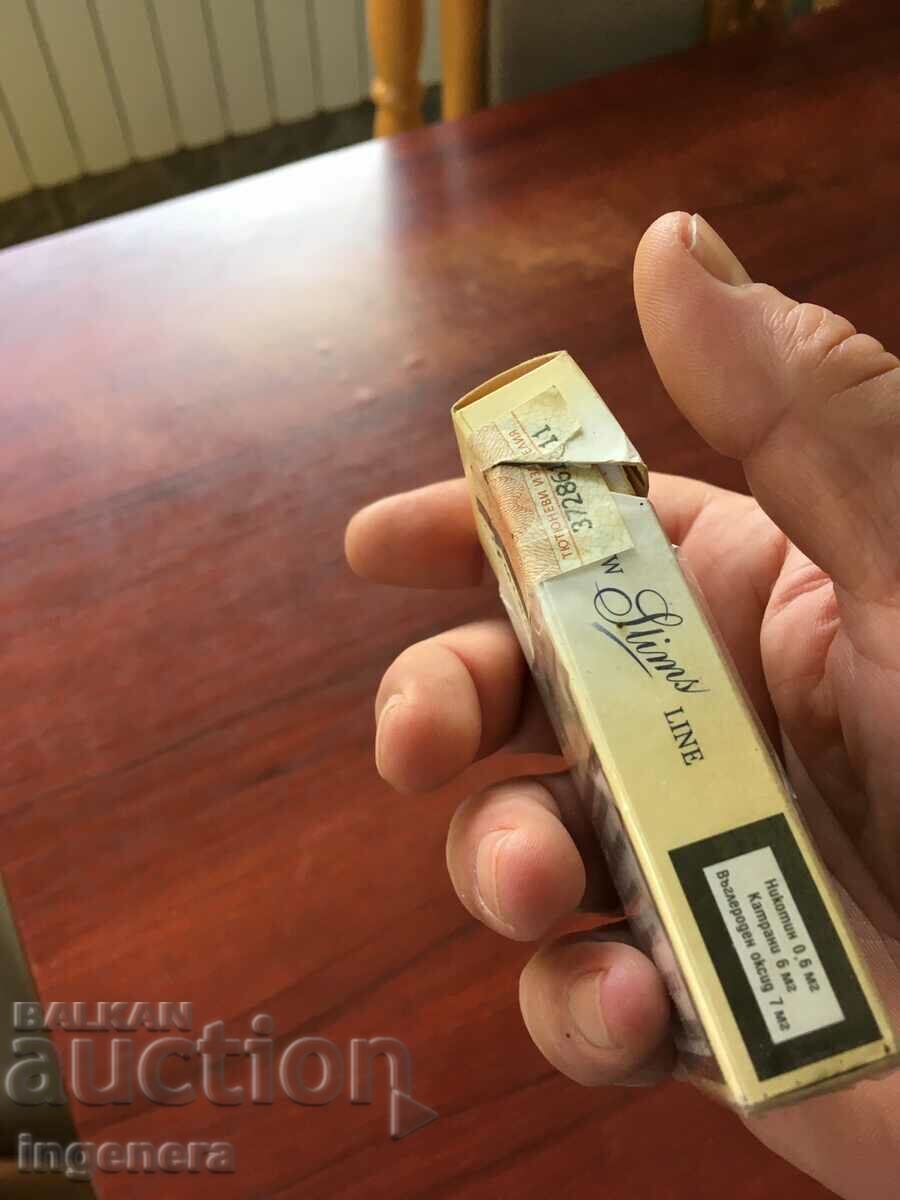 ТЮТЮНЕВИ ИЗДЕЛИЯ
11
M Slims LINE
Никотин 0,6 мг
Катрани 6 мг
Въглероден оксид 7 мг
BALKAN
auction
ingenera